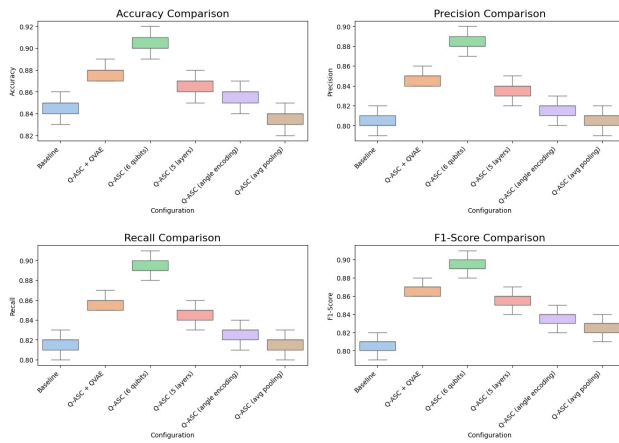 Accuracy Comparison
0.92
0.90
0.88
0.86
0.84
0.82
Accuracy
Baseline
Q-ASC + QVAE
Q-ASC (6 qubits)
Q-ASC (5 layers)
Q-ASC (angle encoding)
Q-ASC (avg pooling)
Configuration
Precision Comparison
0.90
0.88
0.86
0.84
0.82
0.80
Precision
Baseline
Q-ASC + QVAE
Q-ASC (6 qubits)
Q-ASC (5 layers)
Q-ASC (angle encoding)
Q-ASC (avg pooling)
Configuration
Recall Comparison
0.90
0.88
0.86
0.84
0.82
0.80
Recall
Baseline
Q-ASC + QVAE
Q-ASC (6 qubits)
Q-ASC (5 layers)
Q-ASC (angle encoding)
Q-ASC (avg pooling)
Configuration
F1-Score Comparison
0.90
0.88
0.86
0.84
0.82
0.80
F1-Score
Baseline
Q-ASC + QVAE
Q-ASC (6 qubits)
Q-ASC (5 layers)
Q-ASC (angle encoding)
Q-ASC (avg pooling)
Configuration